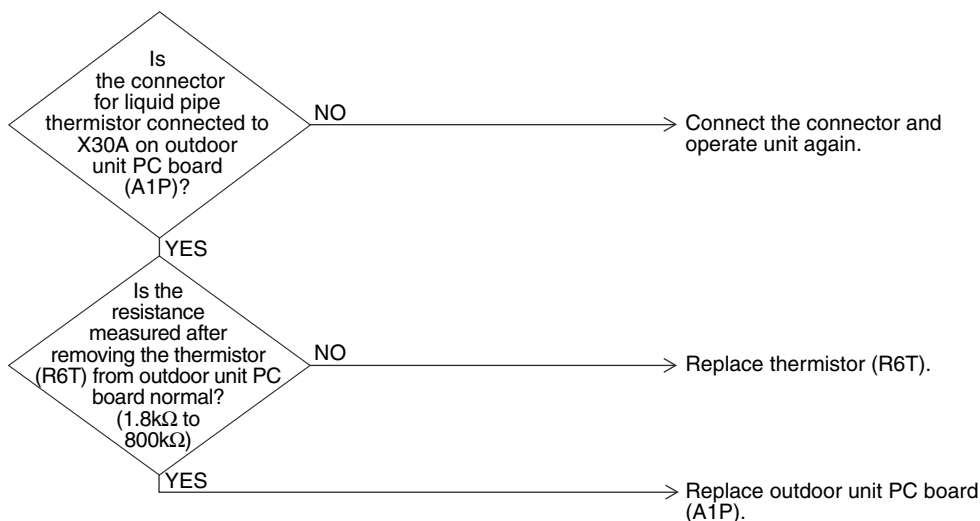 Is
the connector
for liquid pipe
thermistor connected to
X30A on outdoor
unit PC board
(A1P)?
NO
Connect the connector and
operate unit again.
YES
Is the
resistance
measured after
removing the thermistor
(R6T) from outdoor unit PC
board normal?
(1.8kΩ to
800kΩ)
NO
Replace thermistor (R6T).
YES
Replace outdoor unit PC board
(A1P).